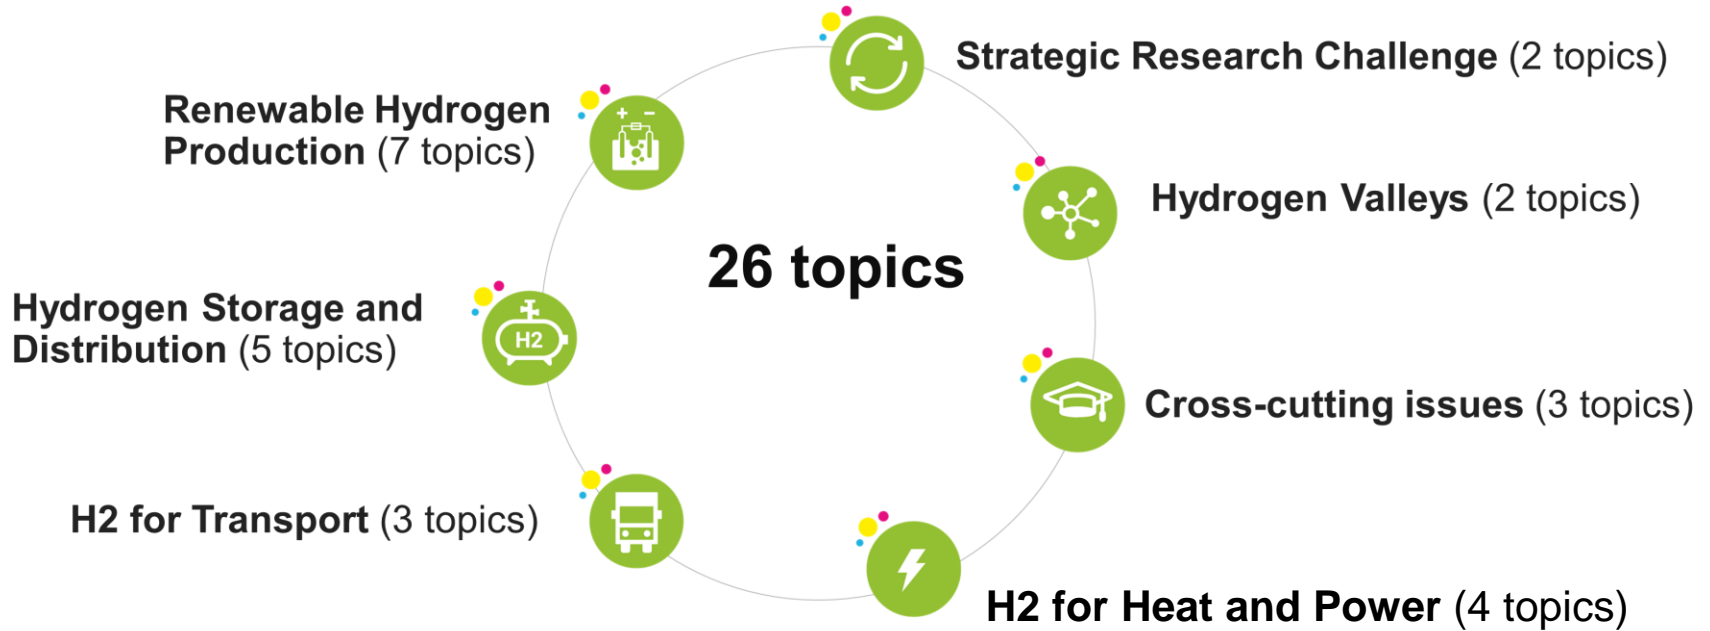 Strategic Research Challenge (2 topics)
Renewable Hydrogen
Production (7 topics)
+ −
Hydrogen Valleys (2 topics)
26 topics
Hydrogen Storage and
Distribution (5 topics)
H2
Cross-cutting issues (3 topics)
H2 for Transport (3 topics)
H2 for Heat and Power (4 topics)